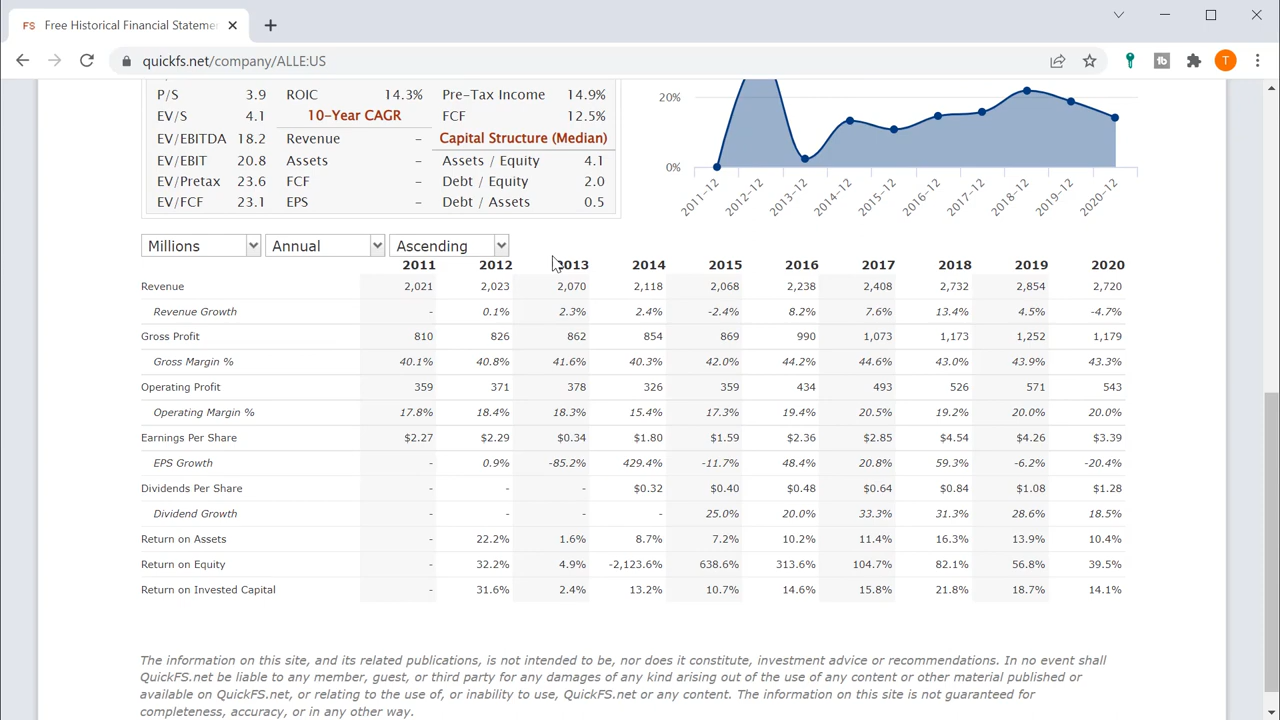 FS Free Historical Financial Stateme
quickfs.net/company/ALLE:US T
P/S 3.9 ROIC 14.3% Pre-Tax Income 14.9%
EV/S 4.1 10-Year CAGR FCF 12.5%
EV/EBITDA 18.2 Revenue – Capital Structure (Median)
EV/EBIT 20.8 Assets – Assets / Equity 4.1
EV/Pretax 23.6 FCF – Debt / Equity 2.0
EV/FCF 23.1 EPS – Debt / Assets 0.5
20%
0%
2011-12 2012-12 2013-12 2014-12 2015-12 2016-12 2017-12 2018-12 2019-12 2020-12
Millions Annual Ascending
2011 2012 2013 2014 2015 2016 2017 2018 2019 2020
Revenue 2,021 2,023 2,070 2,118 2,068 2,238 2,408 2,732 2,854 2,720
Revenue Growth - 0.1% 2.3% 2.4% -2.4% 8.2% 7.6% 13.4% 4.5% -4.7%
Gross Profit 810 826 862 854 869 990 1,073 1,173 1,252 1,179
Gross Margin % 40.1% 40.8% 41.6% 40.3% 42.0% 44.2% 44.6% 43.0% 43.9% 43.3%
Operating Profit 359 371 378 326 359 434 493 526 571 543
Operating Margin % 17.8% 18.4% 18.3% 15.4% 17.3% 19.4% 20.5% 19.2% 20.0% 20.0%
Earnings Per Share $2.27 $2.29 $0.34 $1.80 $1.59 $2.36 $2.85 $4.54 $4.26 $3.39
EPS Growth - 0.9% -85.2% 429.4% -11.7% 48.4% 20.8% 59.3% -6.2% -20.4%
Dividends Per Share - - - $0.32 $0.40 $0.48 $0.64 $0.84 $1.08 $1.28
Dividend Growth - - - - 25.0% 20.0% 33.3% 31.3% 28.6% 18.5%
Return on Assets - 22.2% 1.6% 8.7% 7.2% 10.2% 11.4% 16.3% 13.9% 10.4%
Return on Equity - 32.2% 4.9% -2,123.6% 638.6% 313.6% 104.7% 82.1% 56.8% 39.5%
Return on Invested Capital - 31.6% 2.4% 13.2% 10.7% 14.6% 15.8% 21.8% 18.7% 14.1%
The information on this site, and its related publications, is not intended to be, nor does it constitute, investment advice or recommendations. In no event shall
QuickFS.net be liable to any member, guest, or third party for any damages of any kind arising out of the use of any content or other material published or
available on QuickFS.net, or relating to the use of, or inability to use, QuickFS.net or any content. The information on this site is not guaranteed for
completeness, accuracy, or in any other way.